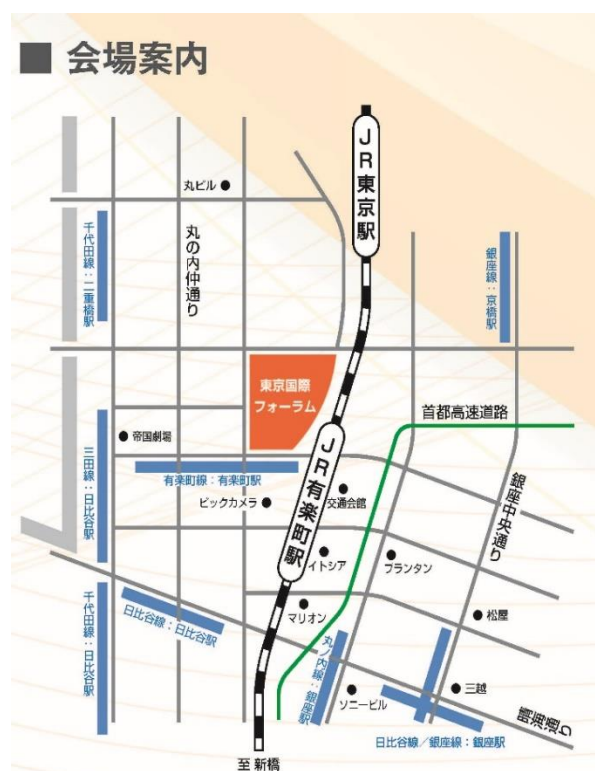 ■ 会場案内
JR東京駅
丸ビル
千代田線:二重橋駅
丸の内仲通り
銀座線:京橋駅
東京国際
フォーラム
首都高速道路
帝国劇場
三田線:日比谷駅
有楽町線:有楽町駅
JR有楽町駅
ビックカメラ
交通会館
銀座中央通り
イトシア
プランタン
千代田線:日比谷駅
日比谷線:日比谷駅
マリオン
松屋
丸ノ内線:銀座駅
ソニービル
三越
晴海通り
日比谷線/銀座線:銀座駅
至 新橋